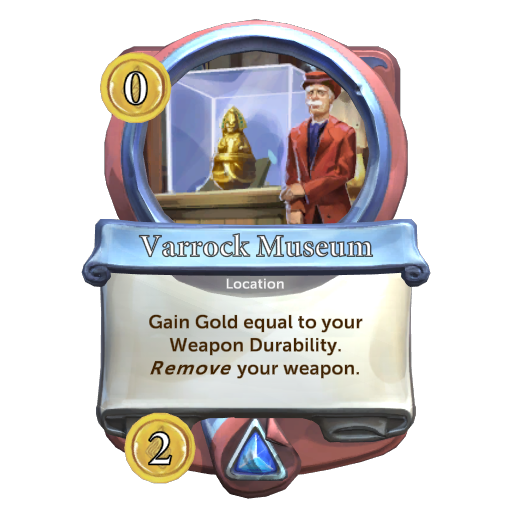 0
Varrock Museum
Location
Gain Gold equal to your
Weapon Durability.
Remove your weapon.
2